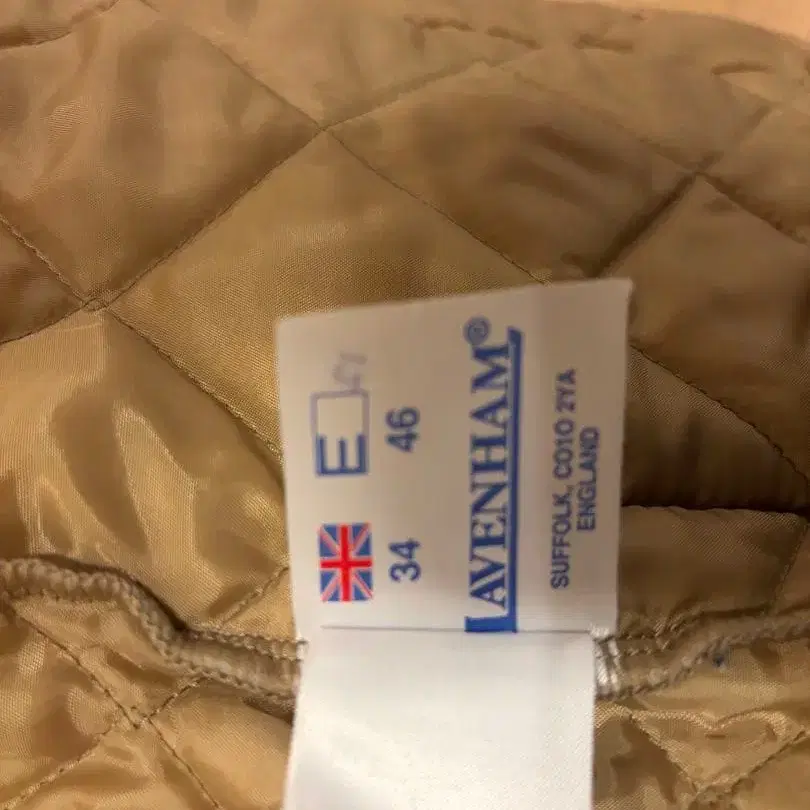 LAVENHAM®
SUFFOLK, CO10 2YA
ENGLAND
E
34 46